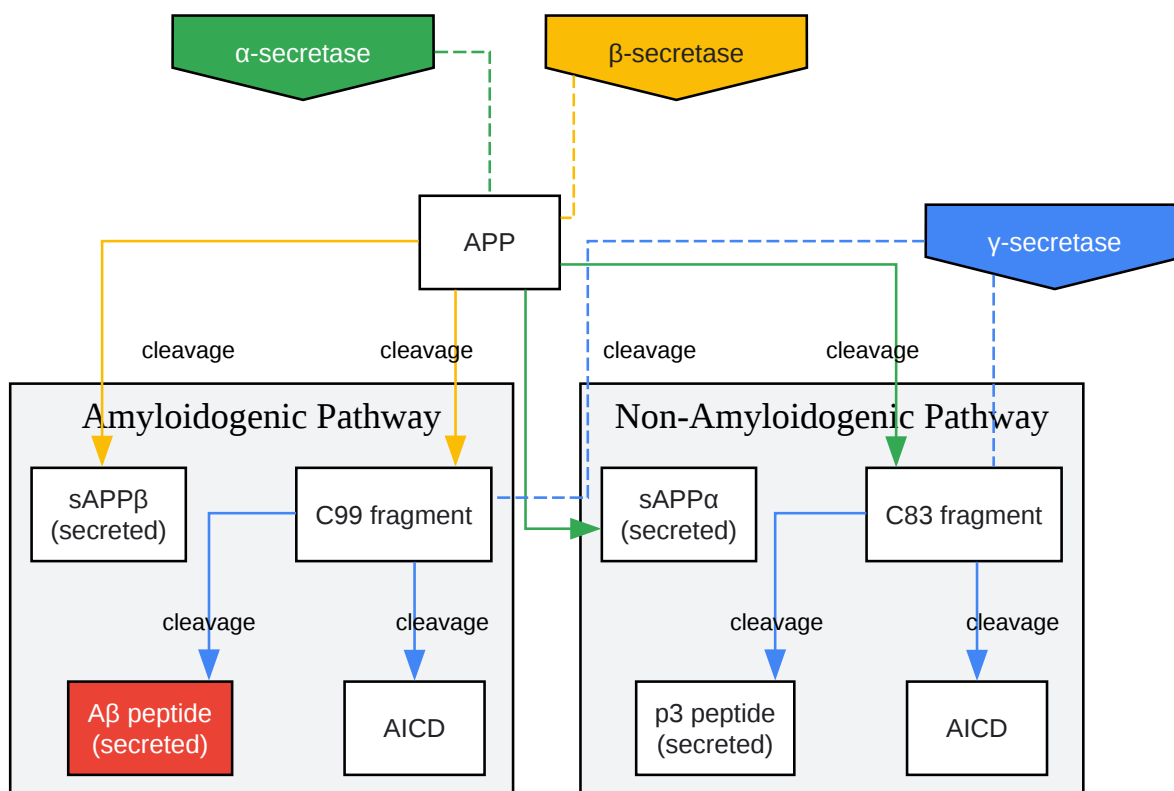 α-secretase
β-secretase
APP
γ-secretase
cleavage
cleavage
cleavage
cleavage
Amyloidogenic Pathway
Non-Amyloidogenic Pathway
sAPPβ
(secreted)
C99 fragment
sAPPα
(secreted)
C83 fragment
cleavage
cleavage
cleavage
cleavage
Aβ peptide
(secreted)
AICD
p3 peptide
(secreted)
AICD